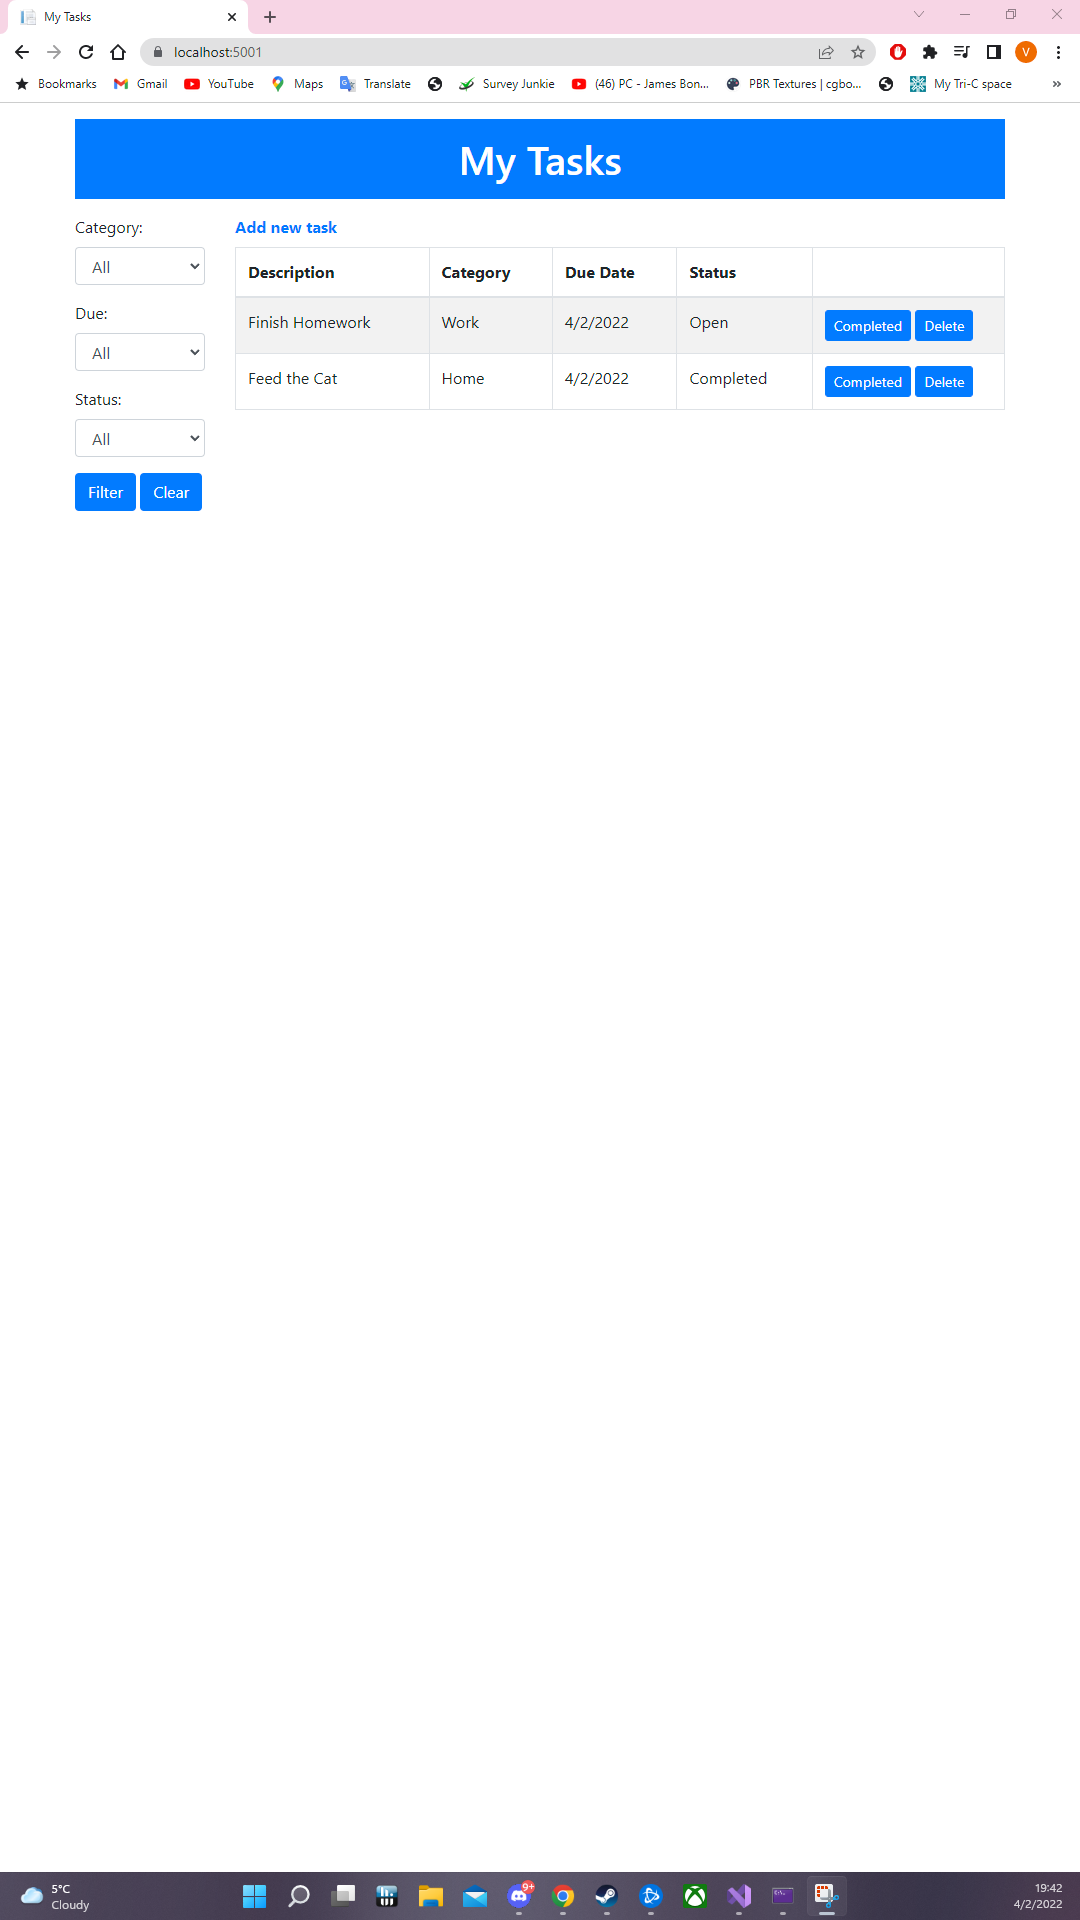 My Tasks
localhost:5001
V
Bookmarks Gmail YouTube Maps Translate Survey Junkie (46) PC - James Bon... PBR Textures | cgbo... My Tri-C space »
My Tasks
Category:
All
Due:
All
Status:
All
Filter Clear
Add new task
Description Category Due Date Status
Finish Homework Work 4/2/2022 Open Completed Delete
Feed the Cat Home 4/2/2022 Completed Completed Delete
5°C
Cloudy
9+
19:42
4/2/2022